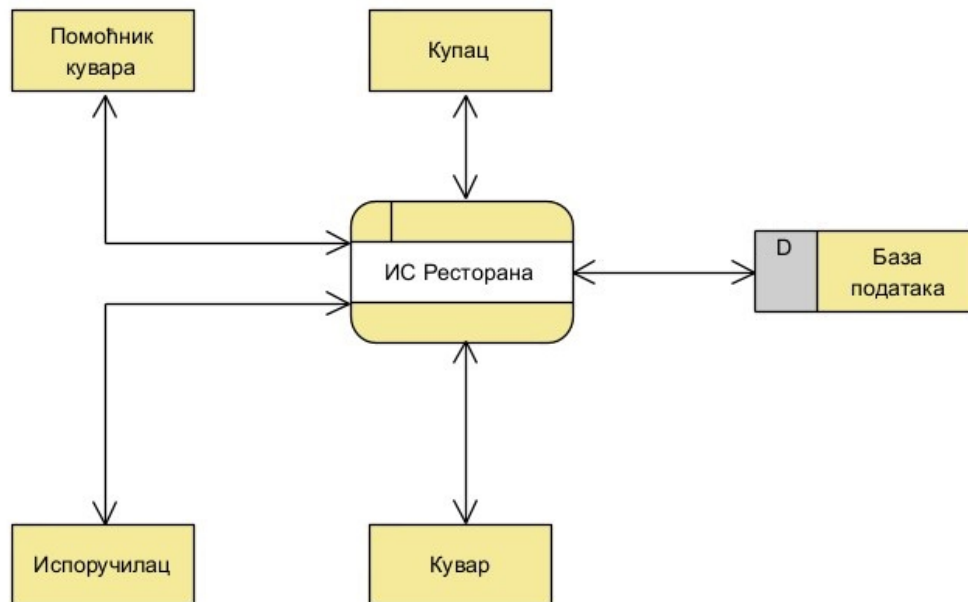 Помоћник
кувара
Купац
ИС Ресторана
D
База
података
Испоручилац
Кувар